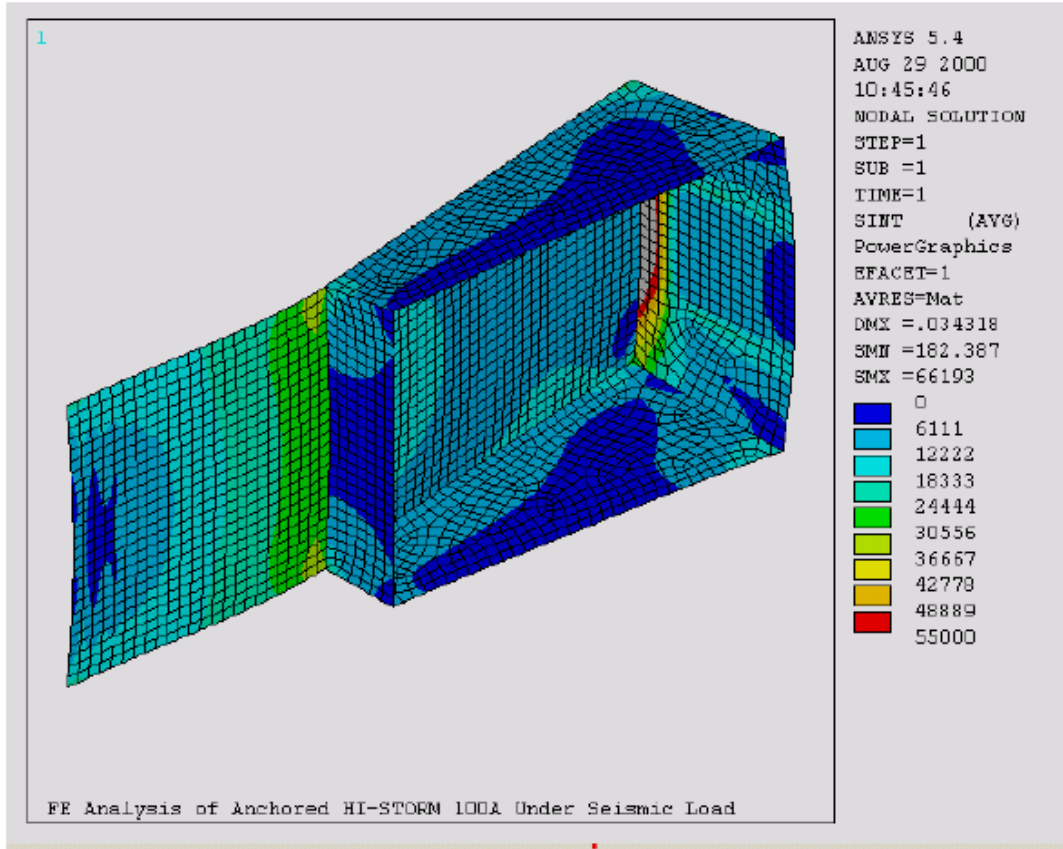 1
ANSYS 5.4
AUG 29 2000
10:45:46
NODAL SOLUTION
STEP=1
SUB =1
TIME=1
SINT (AVG)
PowerGraphics
EFACET=1
AVRES=Mat
DMX =.034318
SMN =182.387
SMX =66193
0
6111
12222
18333
24444
30556
36667
42778
48889
55000
FE Analysis of Anchored HI-STORM 100A Under Seismic Load